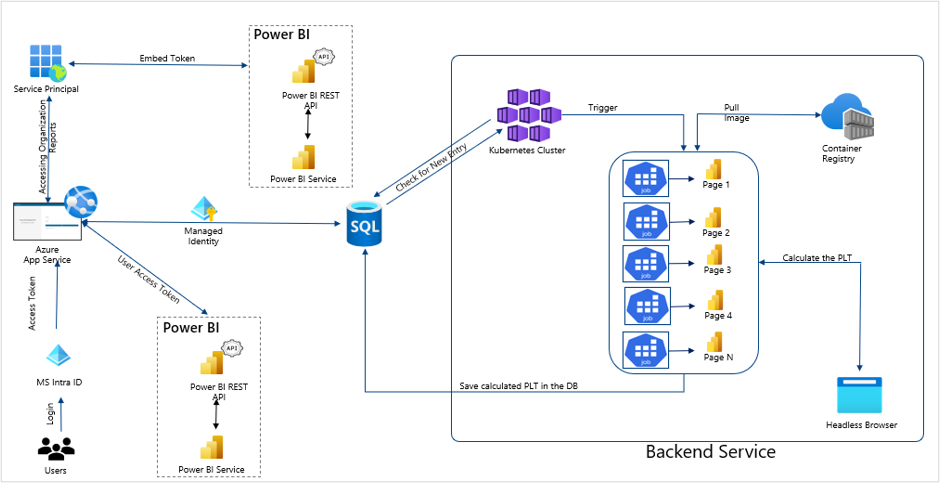 Power BI
API
Embed Token
Service Principal
Power BI REST
API
Power BI Service
Accessing Organization
Reports
Trigger
Pull
Image
Kubernetes Cluster
Container
Registry
Check for New Entry
job
Page 1
job
Page 2
job
Page 3
job
Page 4
job
Page N
SQL
Managed
Identity
Azure
App Service
User Access Token
Calculate the PLT
Access Token
Power BI
API
Power BI REST
API
Power BI Service
MS Intra ID
Login
Users
Save calculated PLT in the DB
Headless Browser
Backend Service